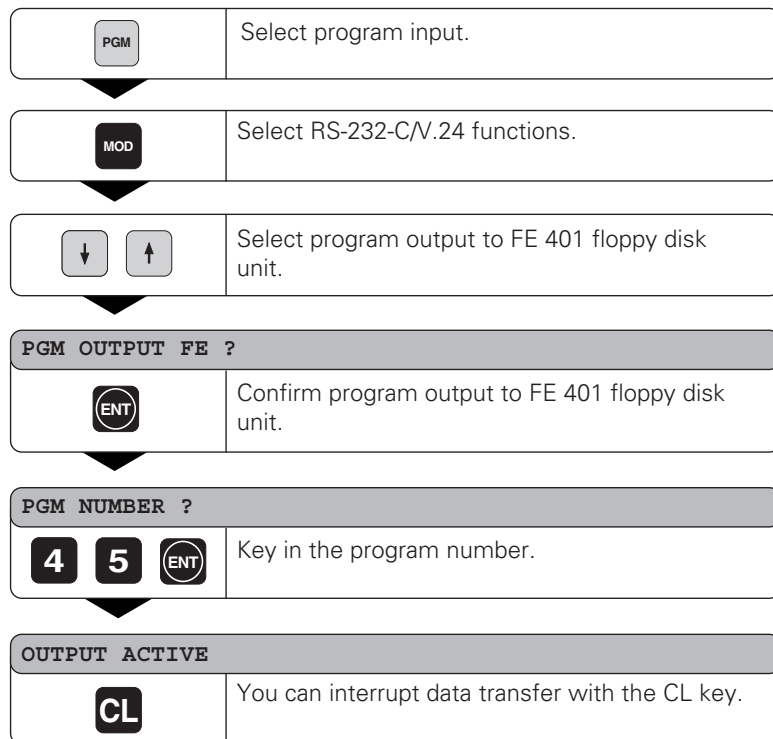 PGM
Select program input.
MOD
Select RS-232-C/V.24 functions.
Select program output to FE 401 floppy disk
unit.
PGM OUTPUT FE ?
ENT
Confirm program output to FE 401 floppy disk
unit.
PGM NUMBER ?
4 5 ENT
Key in the program number.
OUTPUT ACTIVE
CL
You can interrupt data transfer with the CL key.